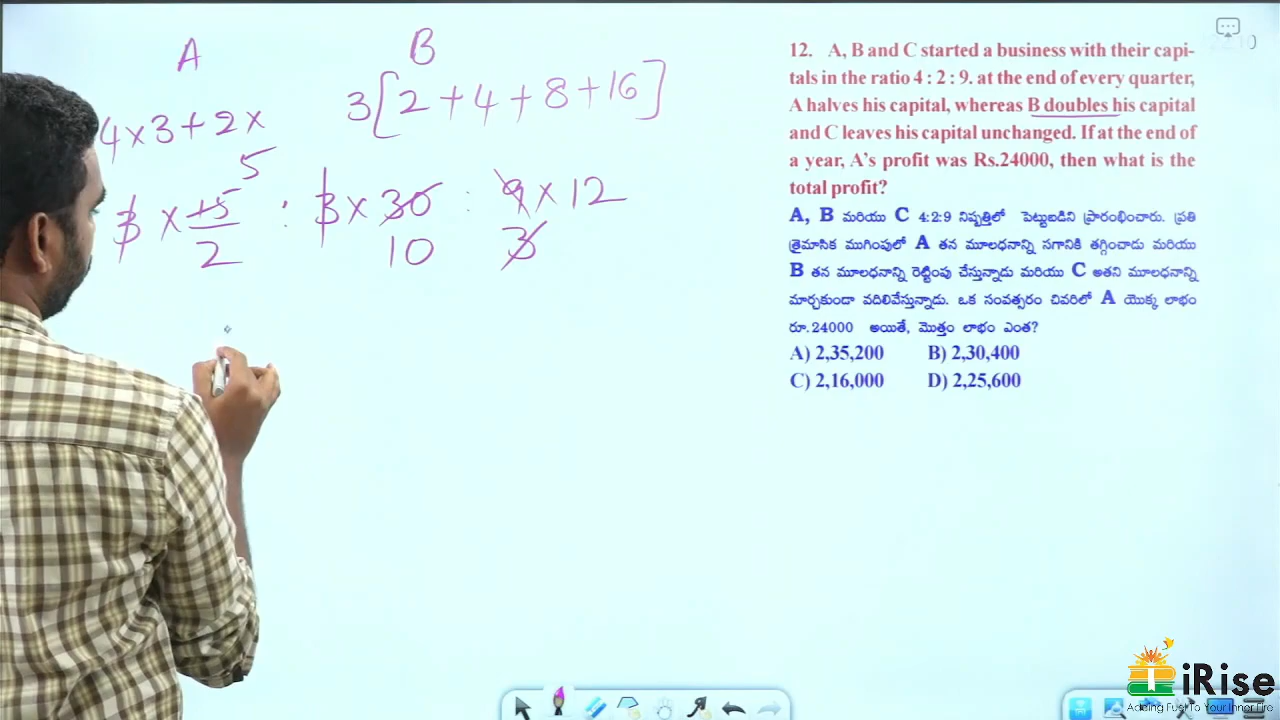 A B
4×3+2×
3[2+4+8+16]
5
3 × 15/2 : 3 × 30 : 9 × 12
10 3
12. A, B and C started a business with their capi-
tals in the ratio 4 : 2 : 9. at the end of every quarter,
A halves his capital, whereas B doubles his capital
and C leaves his capital unchanged. If at the end of
a year, A's profit was Rs.24000, then what is the
total profit?
A, B మరియు C 4:2:9 నిష్పత్తిలో పెట్టుబడిని ప్రారంభించారు. ప్రతి
త్రైమాసిక ముగింపులో A తన మూలధనాన్ని సగానికి తగ్గించాడు మరియు
B తన మూలధనాన్ని రెట్టింపు చేస్తున్నాడు మరియు C అతని మూలధనాన్ని
మార్చకుండా వదిలివేస్తున్నాడు. ఒక సంవత్సరం చివరిలో A యొక్క లాభం
రూ.24000 అయితే, మొత్తం లాభం ఎంత?
A) 2,35,200 B) 2,30,400
C) 2,16,000 D) 2,25,600
iRise
Adding Fuel To Your Inner Fire